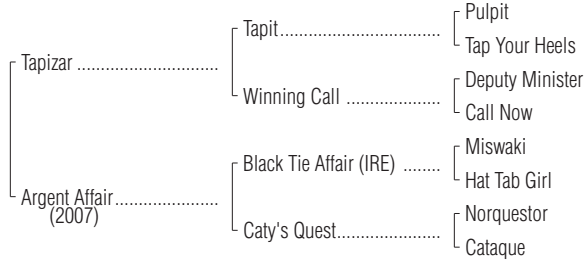 Pulpit
Tapit
Tap Your Heels
Tapizar
Deputy Minister
Winning Call
Call Now
Miswaki
Black Tie Affair (IRE)
Hat Tab Girl
Argent Affair
(2007)
Norquestor
Caty's Quest
Cataque